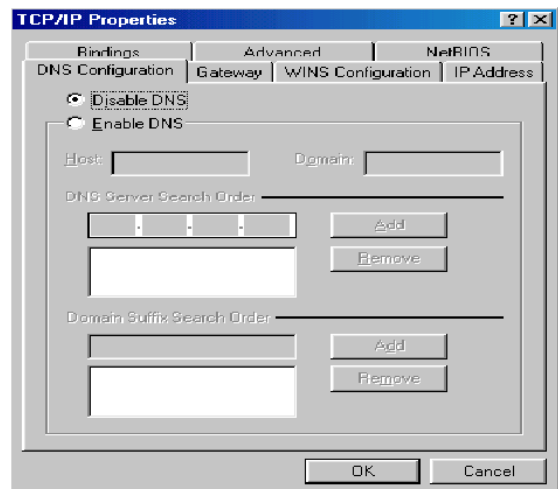 TCP/IP Properties
? X
Bindings Advanced NetBIOS
DNS Configuration Gateway WINS Configuration IP Address
Disable DNS
Enable DNS
Host: Domain:
DNS Server Search Order
Add
Remove
Domain Suffix Search Order
Add
Remove
OK Cancel